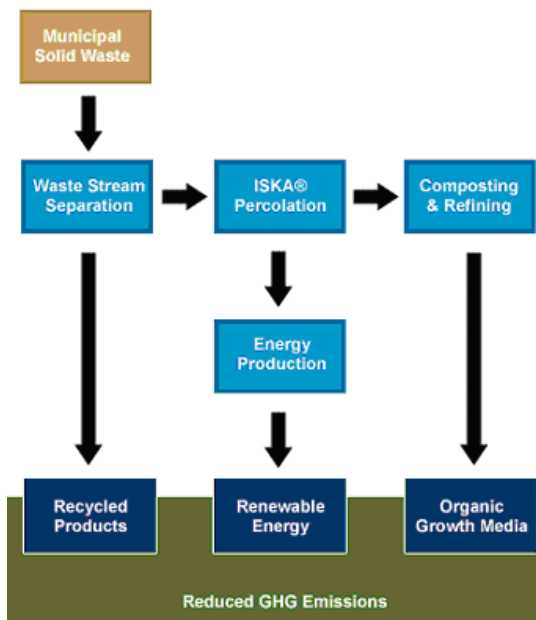 Municipal
Solid Waste
Waste Stream
Separation
ISKA®
Percolation
Composting
& Refining
Energy
Production
Recycled
Products
Renewable
Energy
Organic
Growth Media
Reduced GHG Emissions